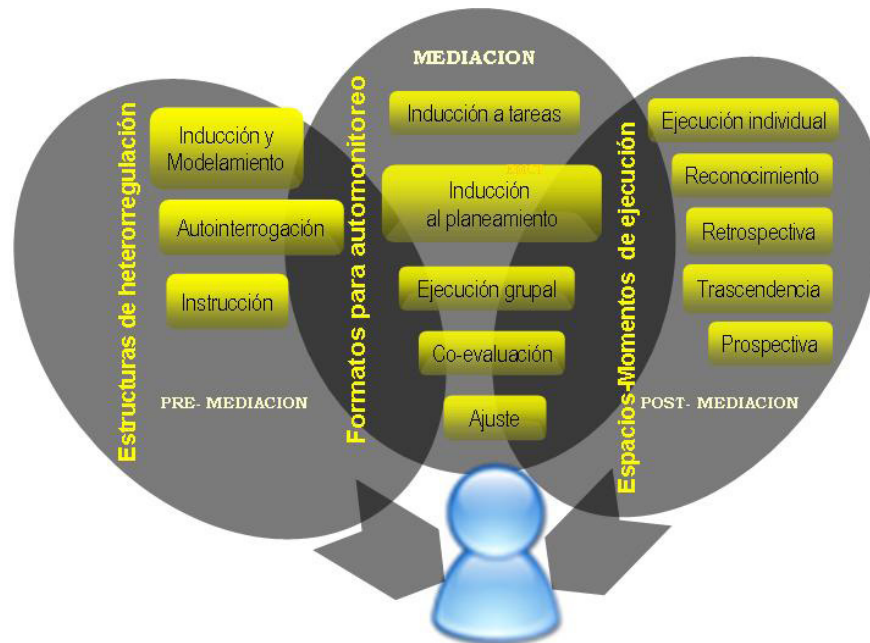 Estructuras de heterorregulación
Inducción y
Modelamiento
Autointerrogación
Instrucción
PRE- MEDIACION
Formatos para automonitoreo
MEDIACION
Inducción a tareas
Inducción
al planeamiento
Ejecución grupal
Co-evaluación
Ajuste
Espacios-Momentos de ejecución
Ejecución individual
Reconocimiento
Retrospectiva
Trascendencia
Prospectiva
POST- MEDIACION